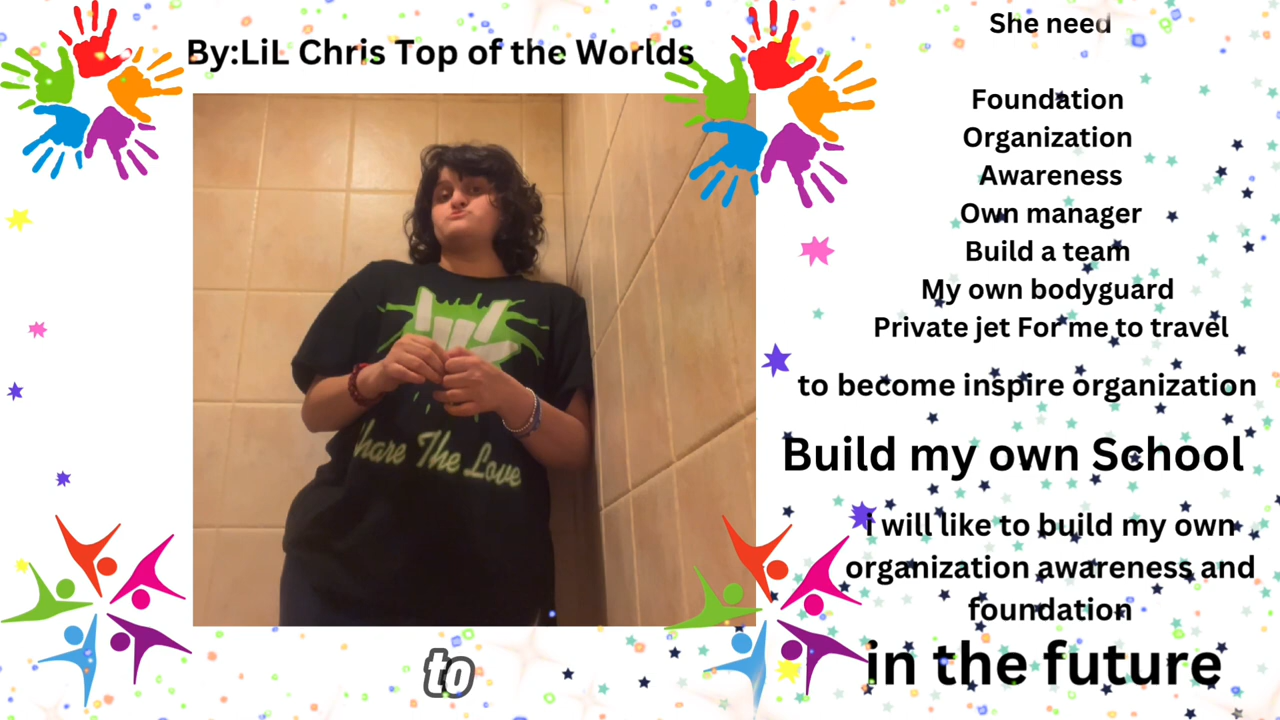 By:LiL Chris Top of the Worlds
hare The Love
to
She need
Foundation
Organization
Awareness
Own manager
Build a team
My own bodyguard
Private jet For me to travel
to become inspire organization
Build my own School
i will like to build my own
organization awareness and
foundation
in the future